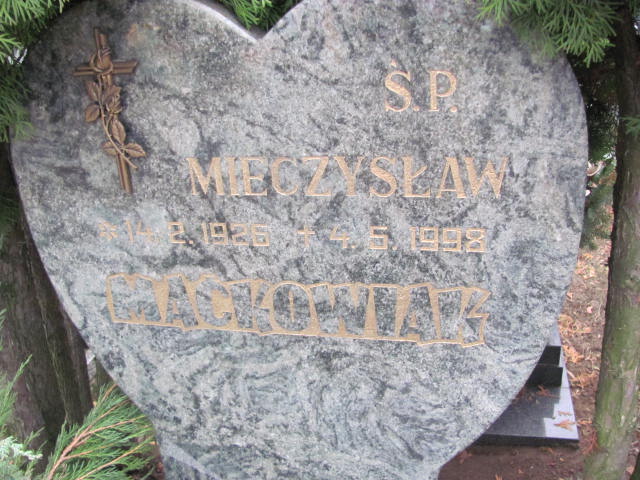 Ś.P.
MIECZYSŁAW
* 14.2.1926 + 4.5.1998
MAĆKOWIAK